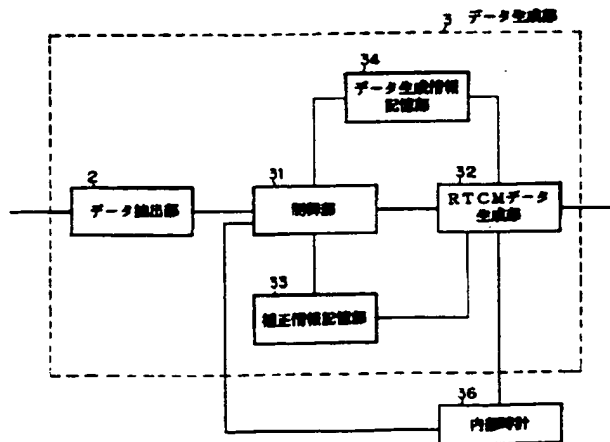 3 データ生成部
34
データ生成情報
記憶部
2
データ抽出部
31
制御部
32
RTCMデータ
生成部
33
補正情報記憶部
36
内部時計